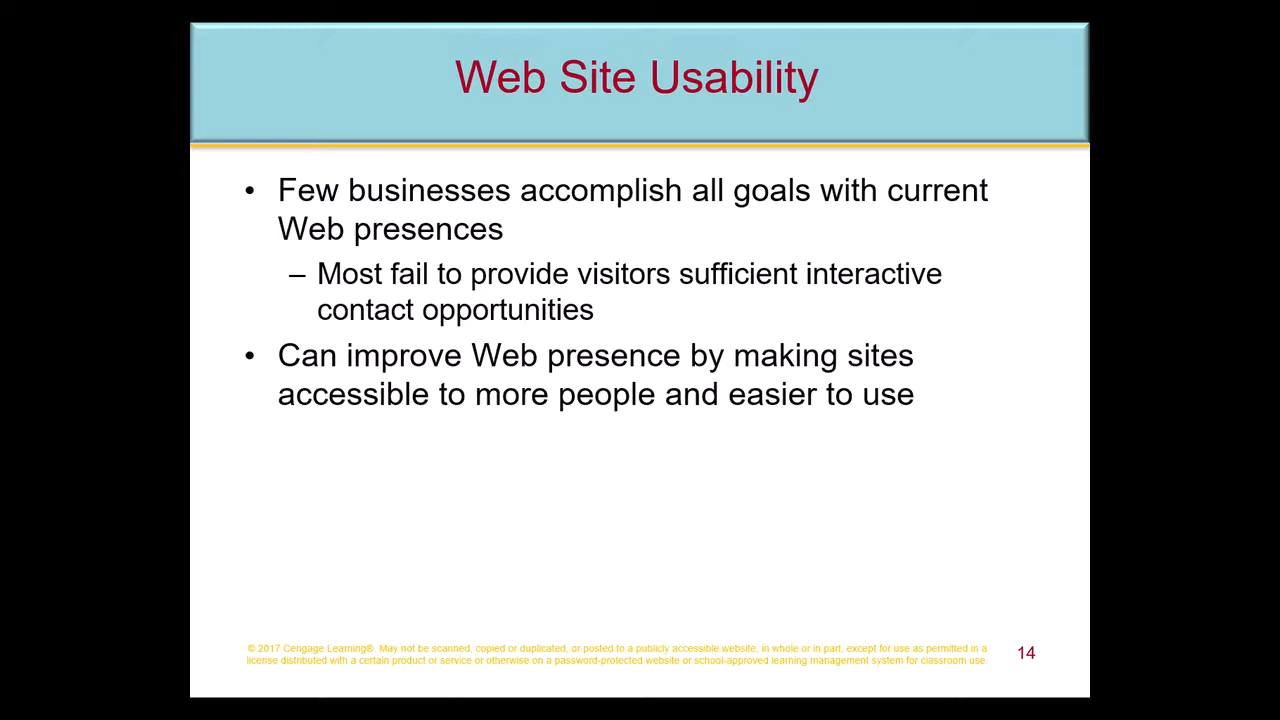 Web Site Usability
• Few businesses accomplish all goals with current
Web presences
– Most fail to provide visitors sufficient interactive
contact opportunities
• Can improve Web presence by making sites
accessible to more people and easier to use
© 2017 Cengage Learning®. May not be scanned, copied or duplicated, or posted to a publicly accessible website, in whole or in part, except for use as permitted in a
license distributed with a certain product or service or otherwise on a password-protected website or school-approved learning management system for classroom use.
14